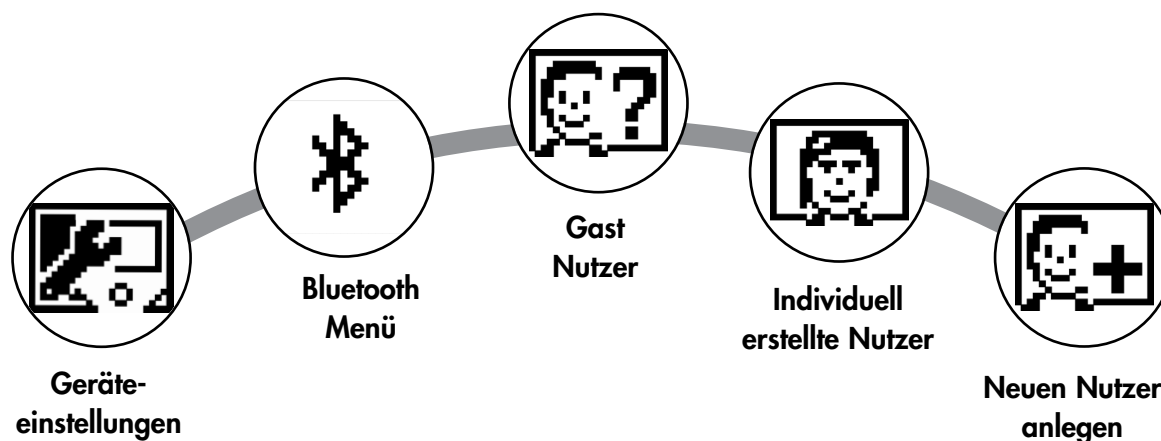 Geräte-
einstellungen
Bluetooth
Menü
Gast
Nutzer
Individuell
erstellte Nutzer
Neuen Nutzer
anlegen